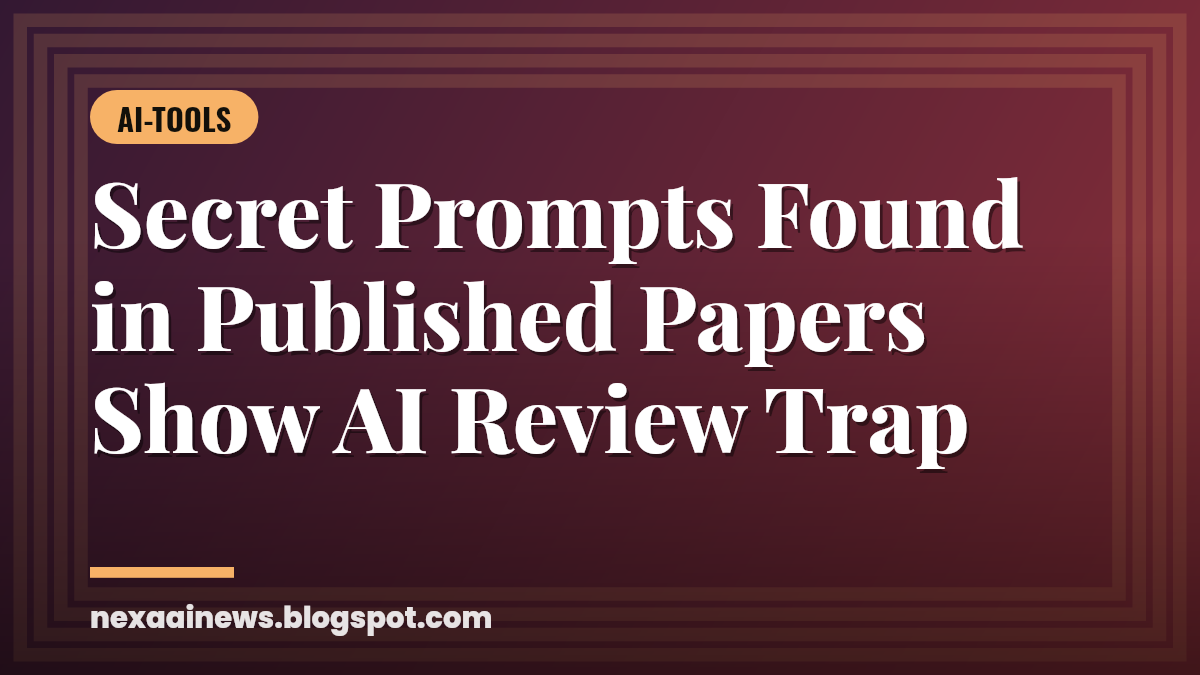 AI-TOOLS
Secret Prompts Found
in Published Papers
Show AI Review Trap
nexaainews.blogspot.com